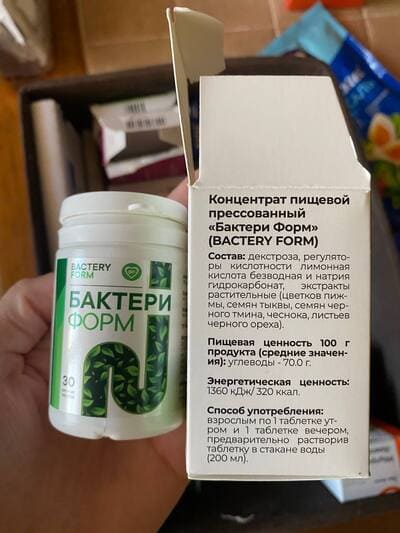 BACTERY
FORM
БАКТЕРИ
ФОРМ
30
Концентрат пищевой
прессованный
«Бактери Форм»
(BACTERY FORM)
Состав: декстроза, регулято-
ры кислотности лимонная
кислота безводная и натрия
гидрокарбонат, экстракты
растительные (цветков пиж-
мы, семян тыквы, семян чер-
ного тмина, чеснока, листьев
черного ореха).
Пищевая ценность 100 г
продукта (средние значе-
ния): углеводы - 70.0 г.
Энергетическая ценность:
1360 кДж/ 320 ккал.
Способ употребления:
взрослым по 1 таблетке ут-
ром и 1 таблетке вечером,
предварительно растворив
таблетку в стакане воды
(200 мл).